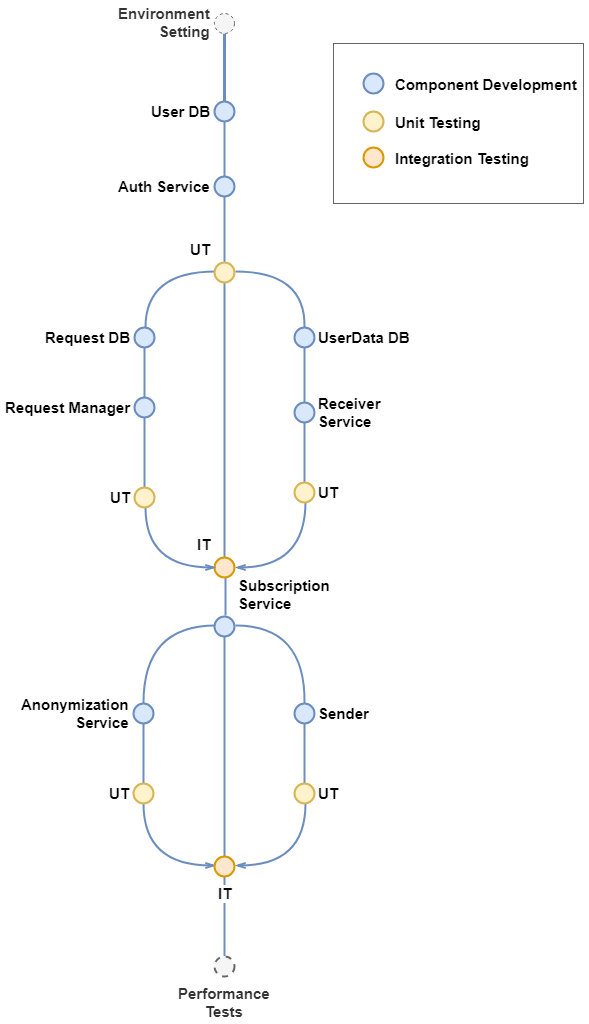 Environment
Setting
Component Development
User DB
Unit Testing
Integration Testing
Auth Service
UT
Request DB
UserData DB
Request Manager
Receiver
Service
UT
UT
IT
Subscription
Service
Anonymization
Service
Sender
UT
UT
IT
Performance
Tests